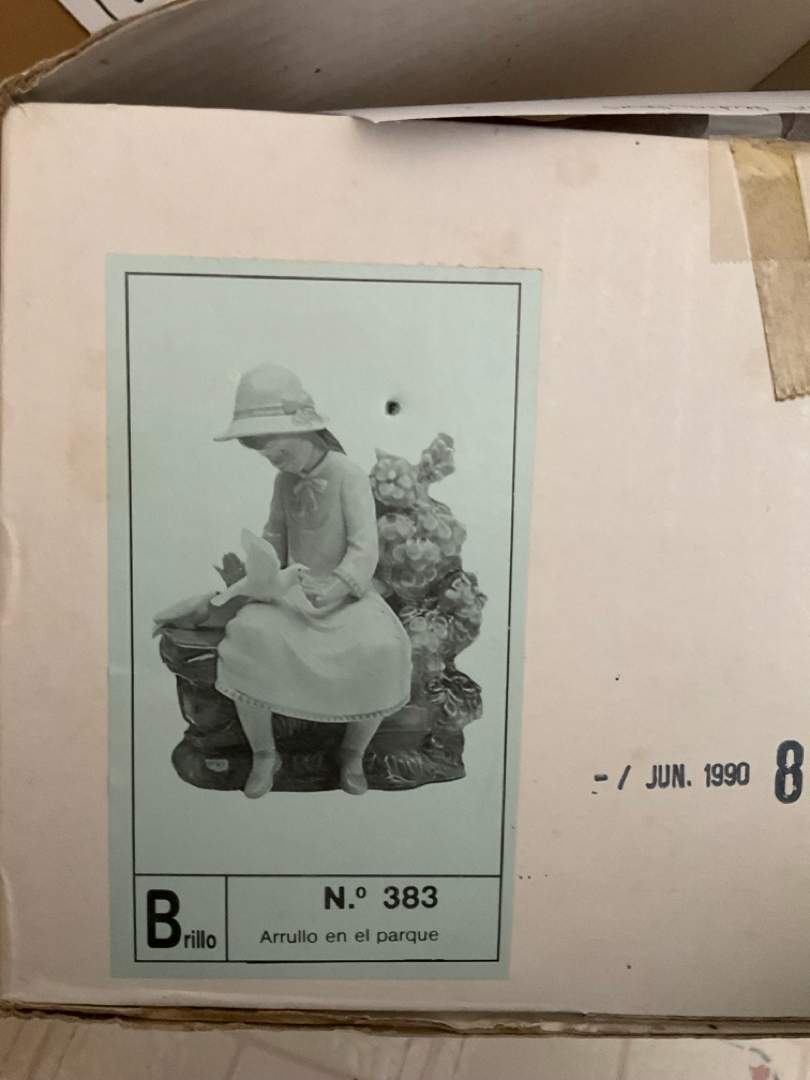 - / JUN. 1990 8
Brillo
N.º 383
Arrullo en el parque